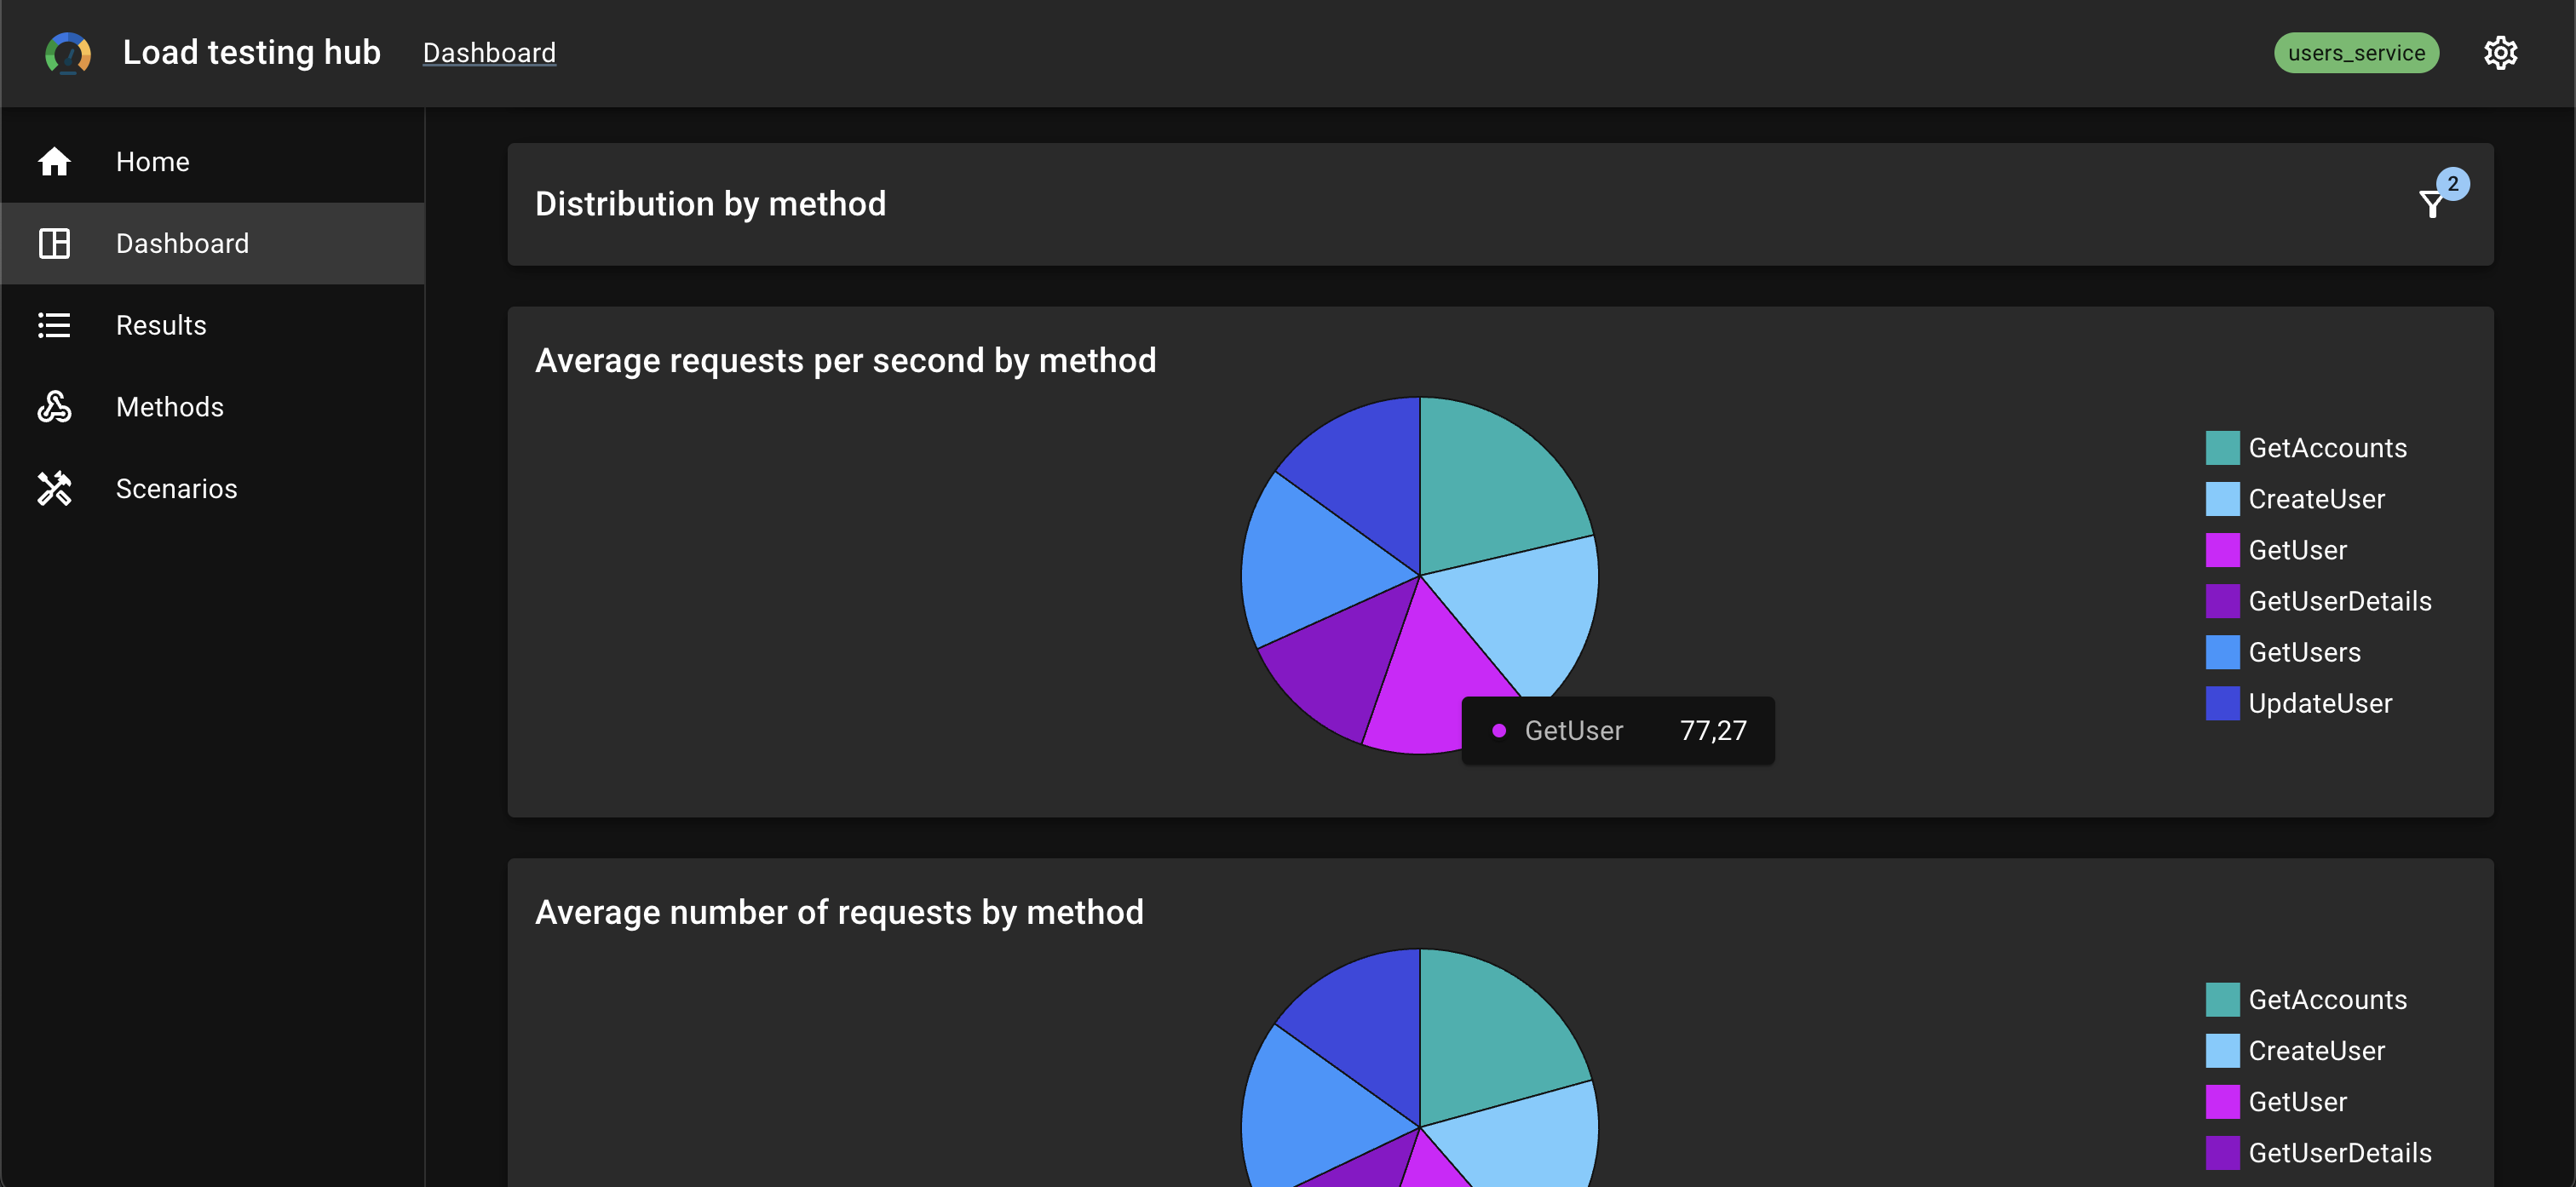 Load testing hub
Dashboard
users_service
Home
Dashboard
Results
Methods
Scenarios
Distribution by method
2
Average requests per second by method
GetAccounts
CreateUser
GetUser
GetUserDetails
GetUsers
UpdateUser
GetUser 77,27
Average number of requests by method
GetAccounts
CreateUser
GetUser
GetUserDetails